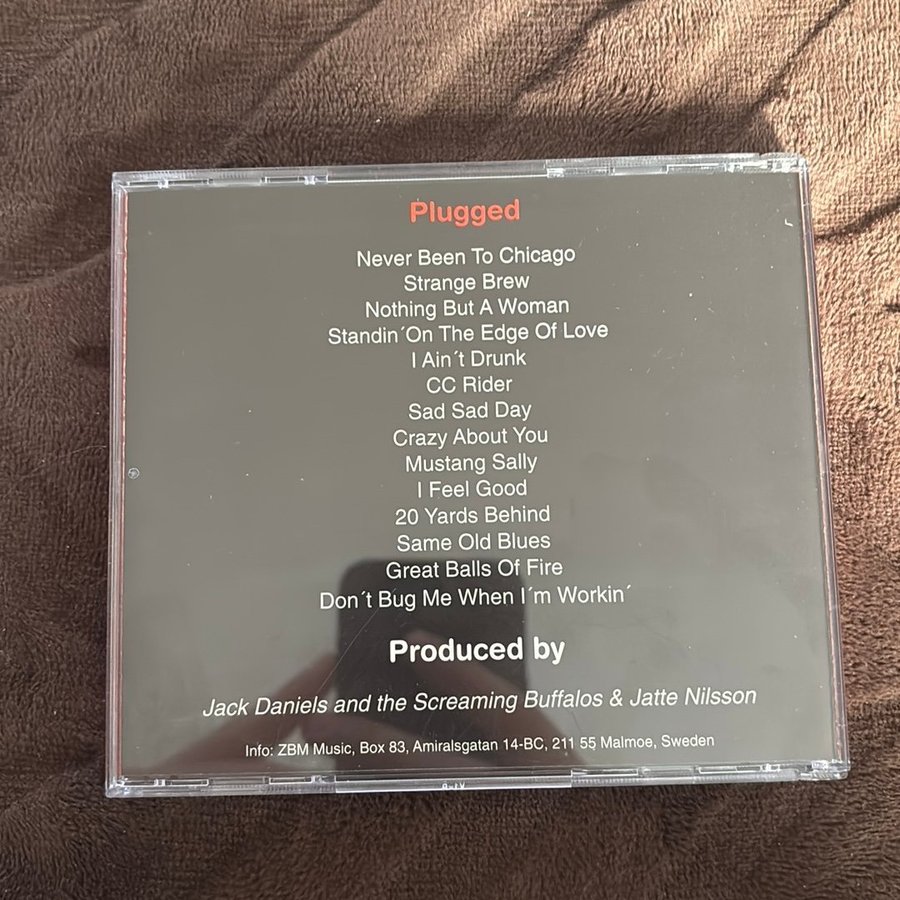 Plugged
Never Been To Chicago
Strange Brew
Nothing But A Woman
Standin´On The Edge Of Love
I Ain´t Drunk
CC Rider
Sad Sad Day
Crazy About You
Mustang Sally
I Feel Good
20 Yards Behind
Same Old Blues
Great Balls Of Fire
Don´t Bug Me When I´m Workin´
Produced by
Jack Daniels and the Screaming Buffalos & Jatte Nilsson
Info: ZBM Music, Box 83, Amiralsgatan 14-BC, 211 55 Malmoe, Sweden